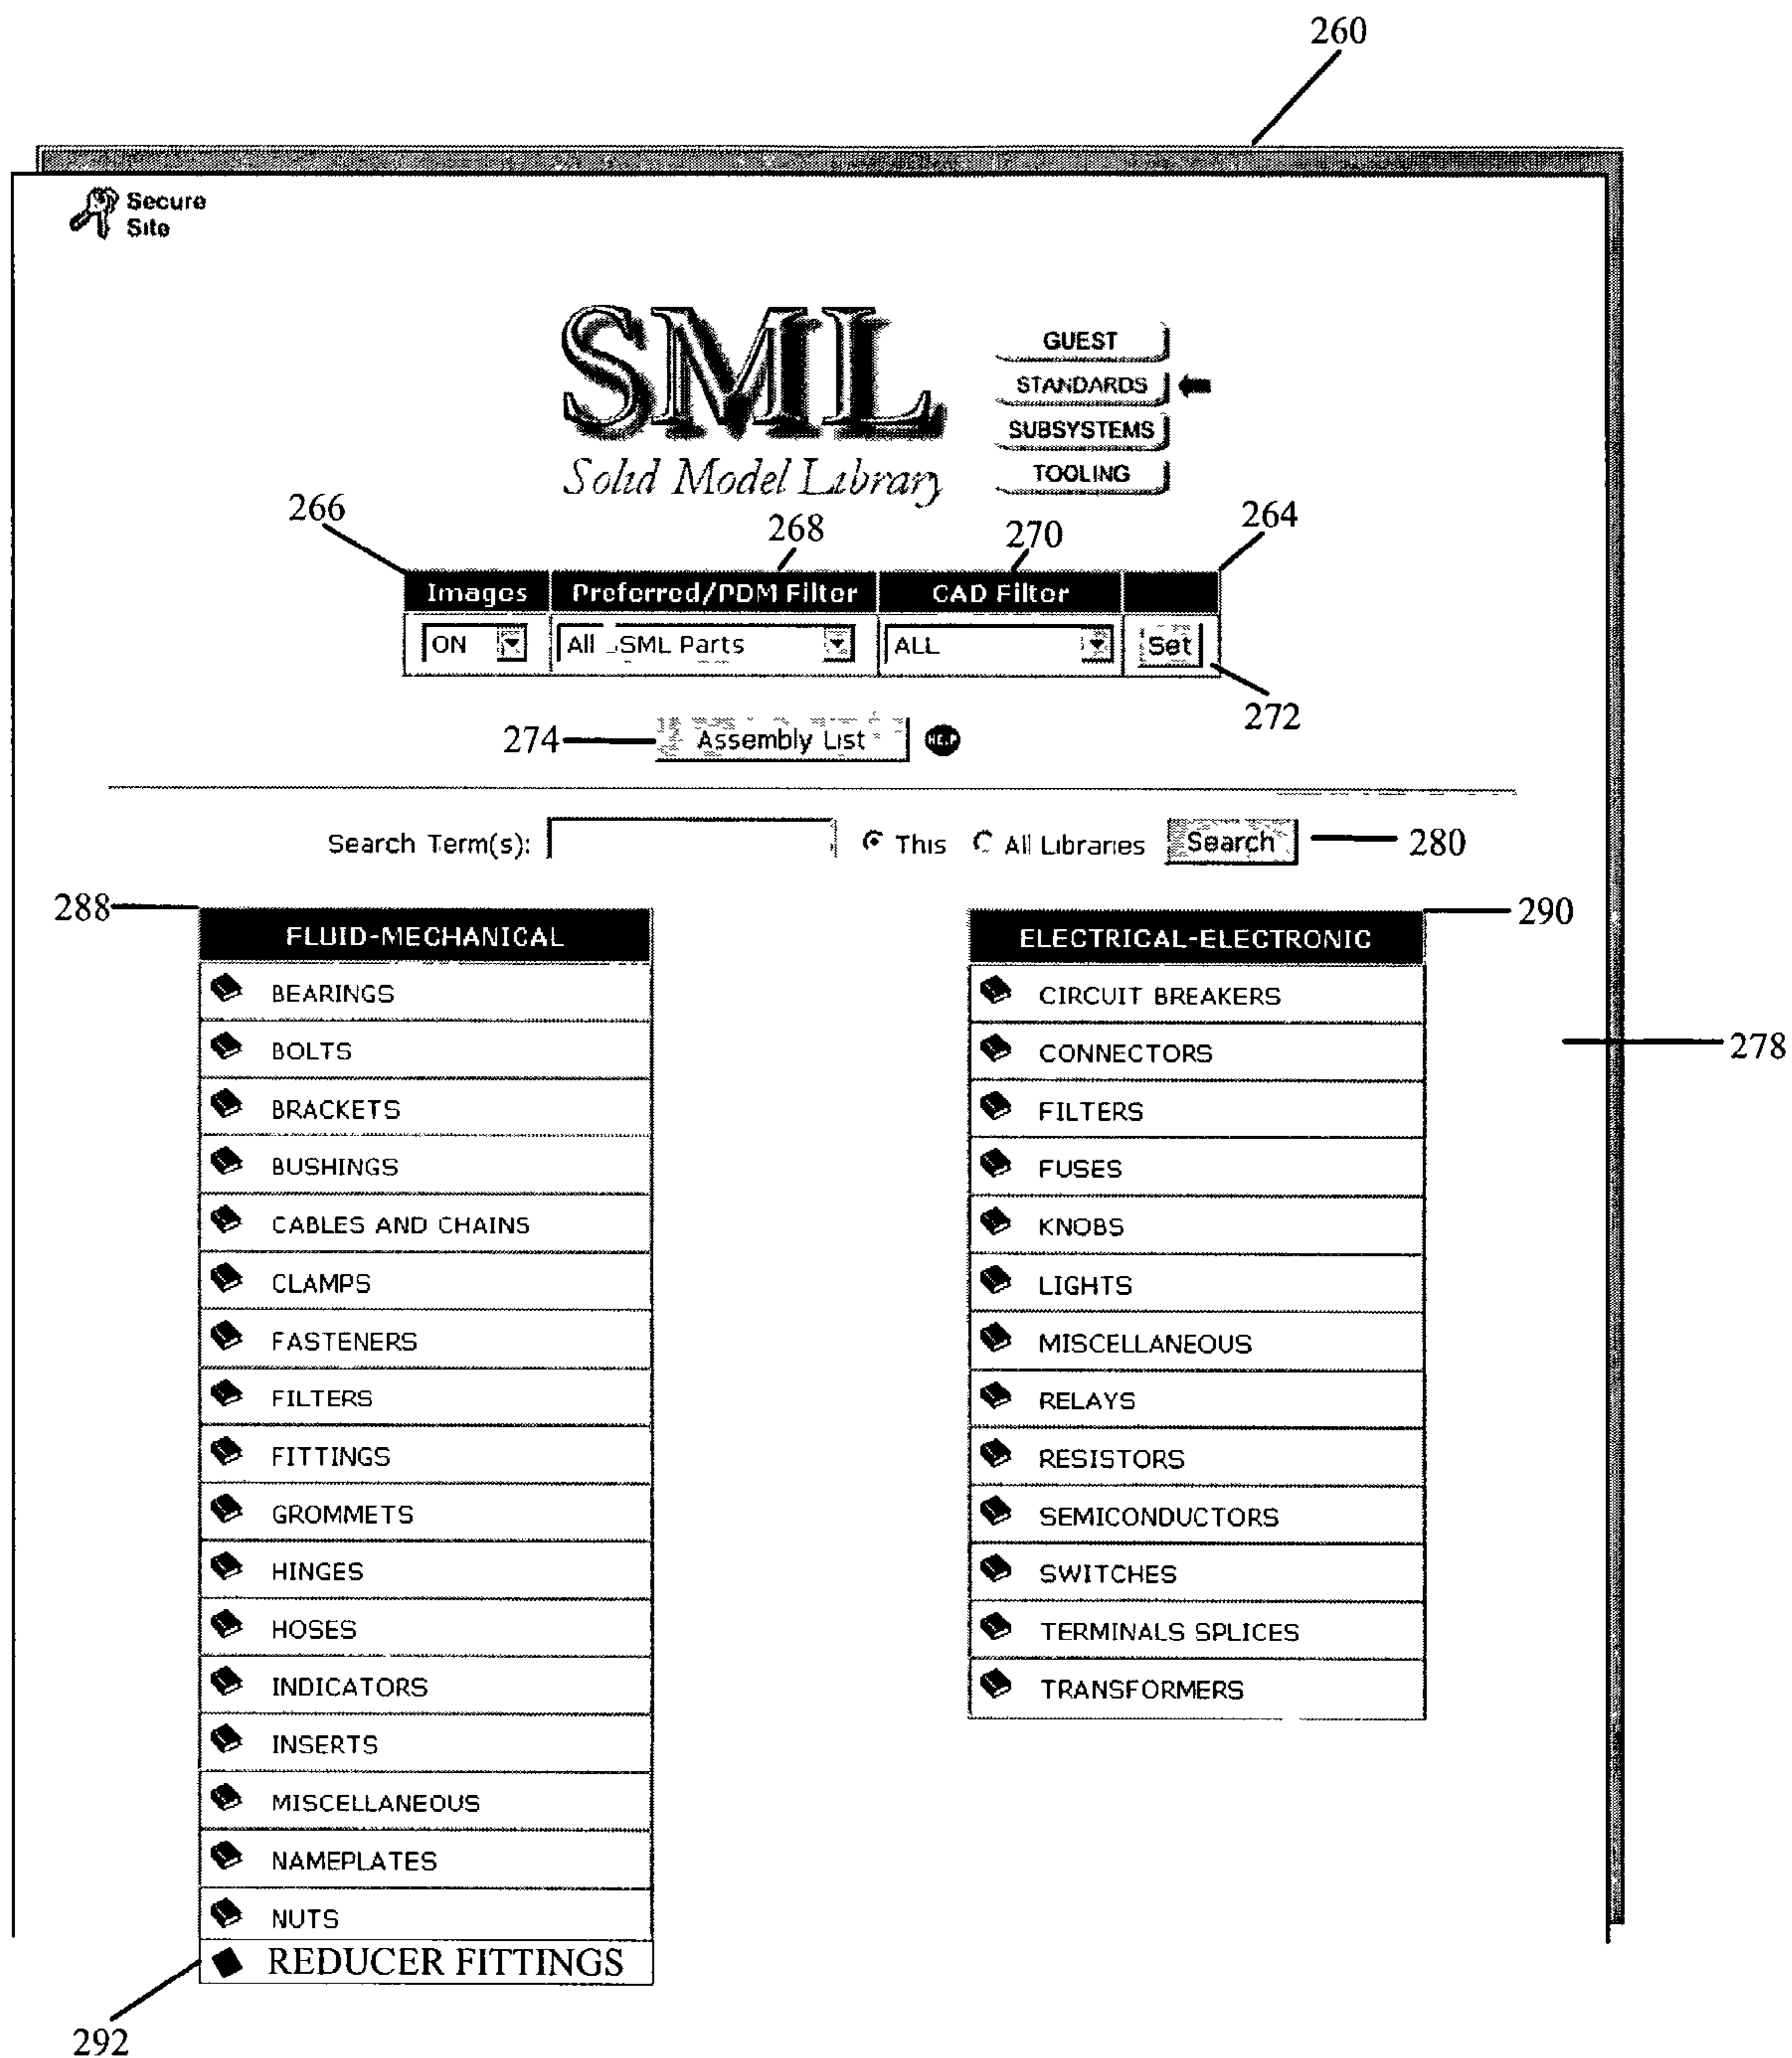 260
Secure
Site
SML
Solid Model Library
GUEST
STANDARDS
SUBSYSTEMS
TOOLING
266
268
270
264
Images Preferred/PDM Filter CAD Filter
ON All SML Parts ALL Set
272
274 Assembly List HELP
Search Term(s): This All Libraries Search 280
288 FLUID-MECHANICAL
BEARINGS
BOLTS
BRACKETS
BUSHINGS
CABLES AND CHAINS
CLAMPS
FASTENERS
FILTERS
FITTINGS
GROMMETS
HINGES
HOSES
INDICATORS
INSERTS
MISCELLANEOUS
NAMEPLATES
NUTS
REDUCER FITTINGS
292
ELECTRICAL-ELECTRONIC 290
CIRCUIT BREAKERS
CONNECTORS
278
FILTERS
FUSES
KNOBS
LIGHTS
MISCELLANEOUS
RELAYS
RESISTORS
SEMICONDUCTORS
SWITCHES
TERMINALS SPLICES
TRANSFORMERS